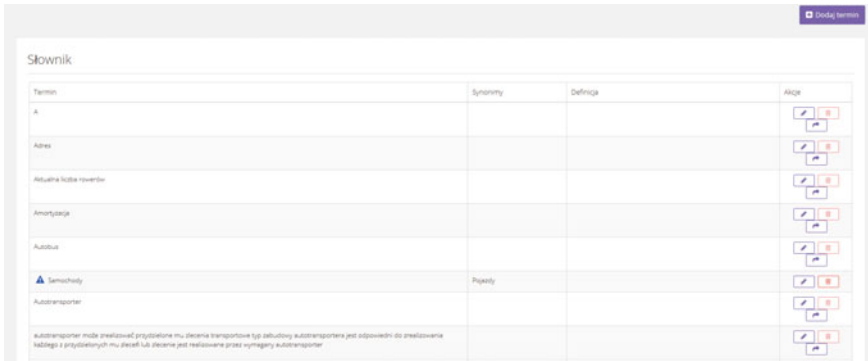 Dodaj termin
Słownik
Termin Synonimy Definicja Akcje
A
Adres
Aktualna liczba rowerów
Amortyzacja
Autobus
Samochody Pojazdy
Autotransporter
autotransporter może zrealizować przydzielone mu zlecenia transportowe typ zabudowy autotransportera jest odpowiedni do zrealizowania
każdego z przydzielonych mu zleceń lub zlecenie jest realizowane przez wymagany autotransporter